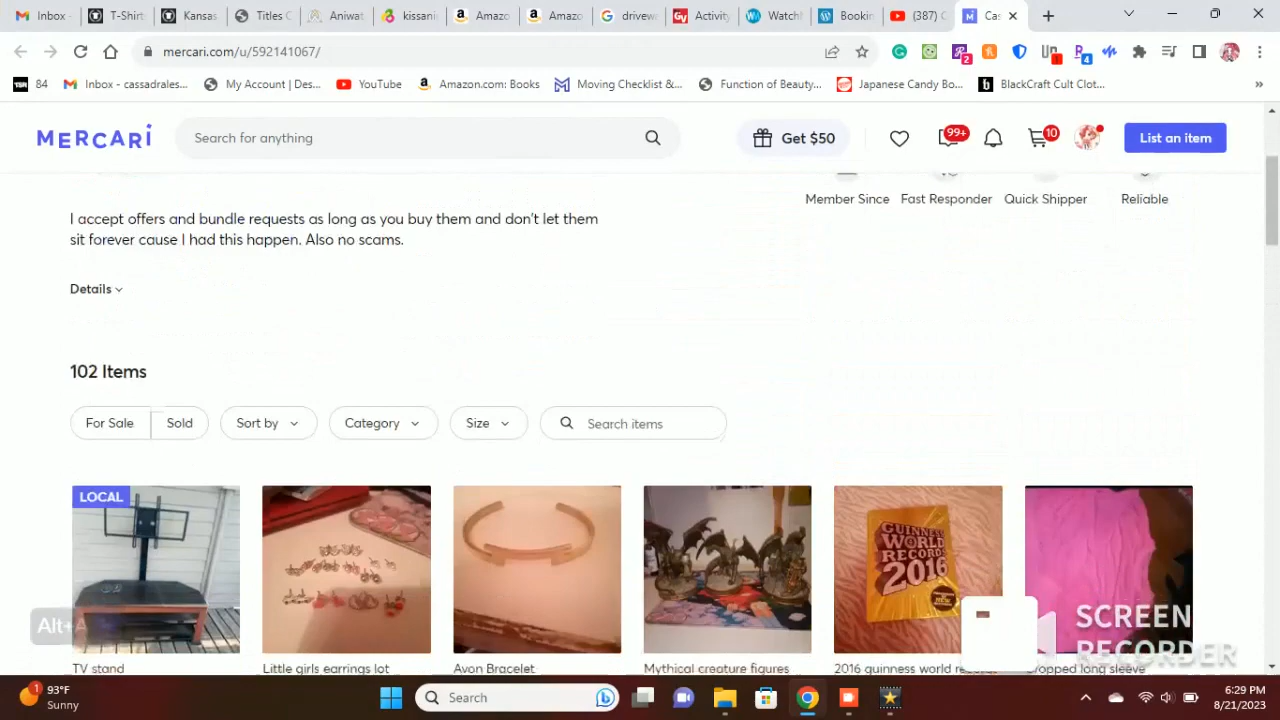 Inbox -
T-Shirt
Kansas
Titles C
Aniwat
kissani
Amazo
Amazo
drivew
Activity
Watch
Bookin
(387) C
Cas
mercari.com/u/592141067/
2
1
4
84
Inbox - cassadrales...
My Account | Des...
YouTube
Amazon.com: Books
Moving Checklist &...
Function of Beauty...
Japanese Candy Bo...
BlackCraft Cult Clot...
MERCARI
Search for anything
Get $50
99+
10
List an item
Member Since
Fast Responder
Quick Shipper
Reliable
I accept offers and bundle requests as long as you buy them and don't let them
sit forever cause I had this happen. Also no scams.
Details
102 Items
For Sale
Sold
Sort by
Category
Size
Search items
LOCAL
GUINNESS
WORLD
RECORDS
2016
Alt+A
SCREEN
RECORDER
TV stand
Little girls earrings lot
Avon Bracelet
Mythical creature figures
2016 guinness world
long sleeve
1
93°F
Sunny
Search
6:29 PM
8/21/2023